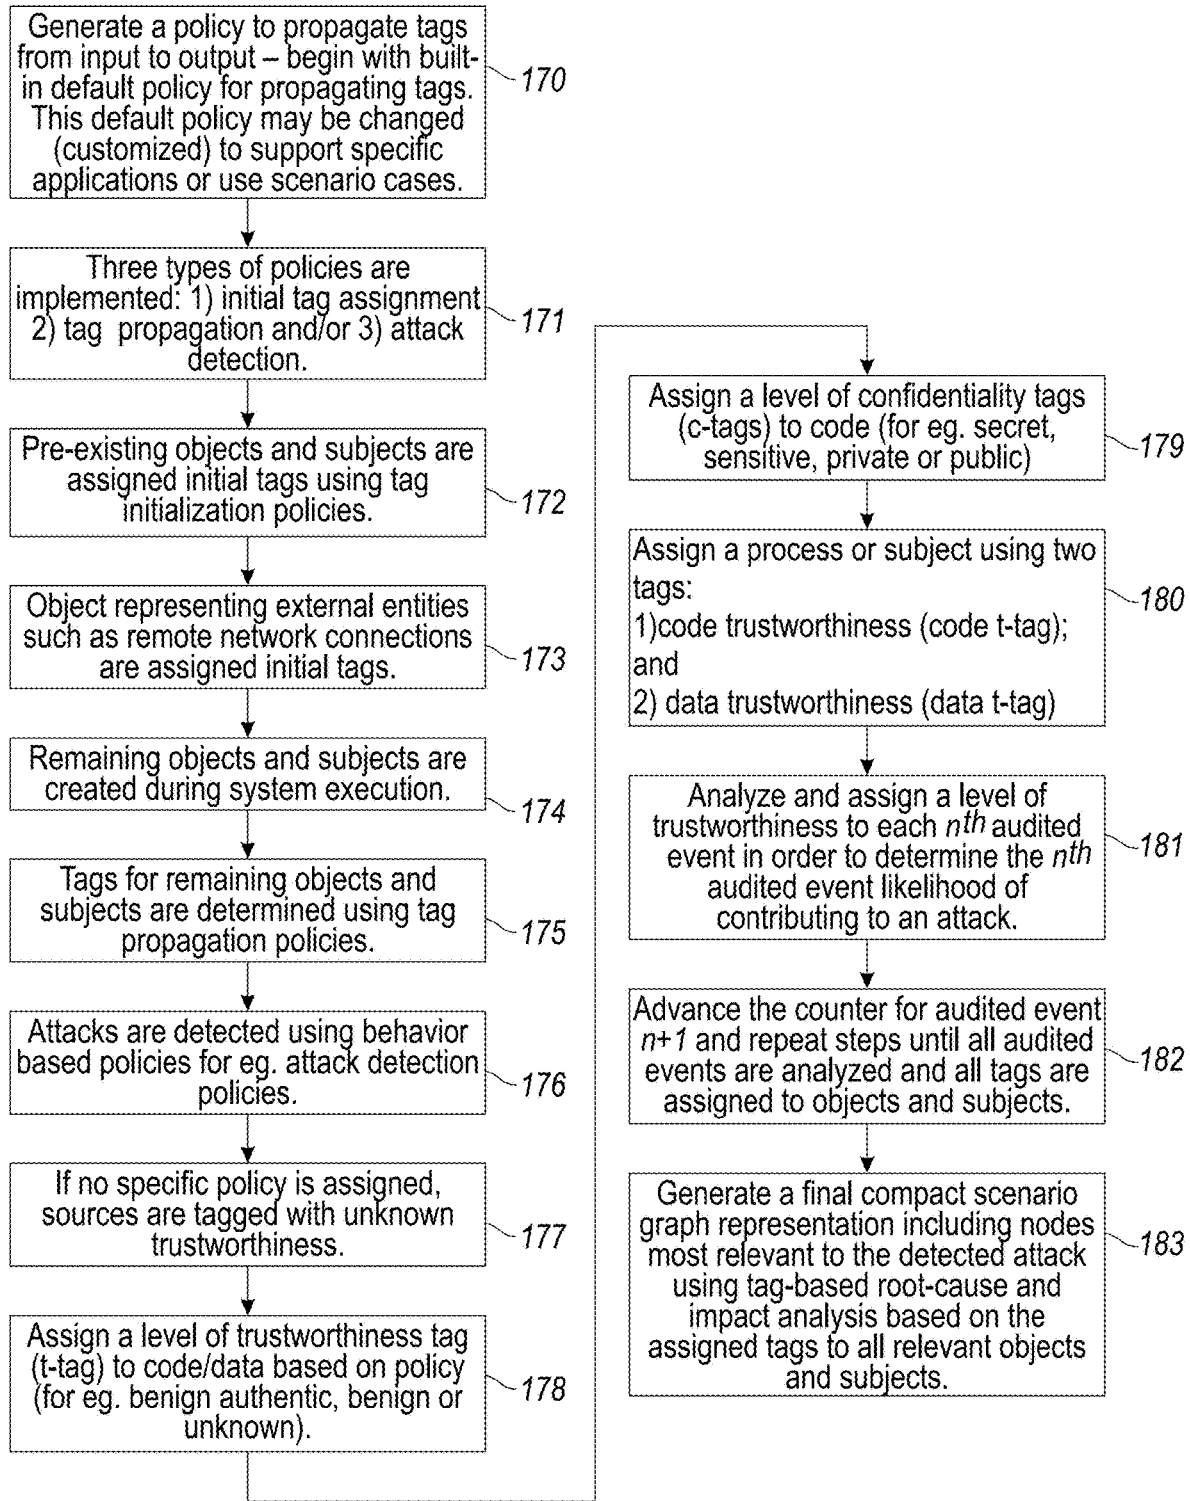 Generate a policy to propagate tags
from input to output – begin with built-
in default policy for propagating tags.
This default policy may be changed
(customized) to support specific
applications or use scenario cases.
170
Three types of policies are
implemented: 1) initial tag assignment
2) tag propagation and/or 3) attack
detection.
171
Pre-existing objects and subjects are
assigned initial tags using tag
initialization policies.
172
Object representing external entities
such as remote network connections
are assigned initial tags.
173
Remaining objects and subjects are
created during system execution.
174
Tags for remaining objects and
subjects are determined using tag
propagation policies.
175
Attacks are detected using behavior
based policies for eg. attack detection
policies.
176
If no specific policy is assigned,
sources are tagged with unknown
trustworthiness.
177
Assign a level of trustworthiness tag
(t-tag) to code/data based on policy
(for eg. benign authentic, benign or
unknown).
178
Assign a level of confidentiality tags
(c-tags) to code (for eg. secret,
sensitive, private or public)
179
Assign a process or subject using two
tags:
1)code trustworthiness (code t-tag);
and
2) data trustworthiness (data t-tag)
180
Analyze and assign a level of
trustworthiness to each nth audited
event in order to determine the nth
audited event likelihood of
contributing to an attack.
181
Advance the counter for audited event
n+1 and repeat steps until all audited
events are analyzed and all tags are
assigned to objects and subjects.
182
Generate a final compact scenario
graph representation including nodes
most relevant to the detected attack
using tag-based root-cause and
impact analysis based on the
assigned tags to all relevant objects
and subjects.
183